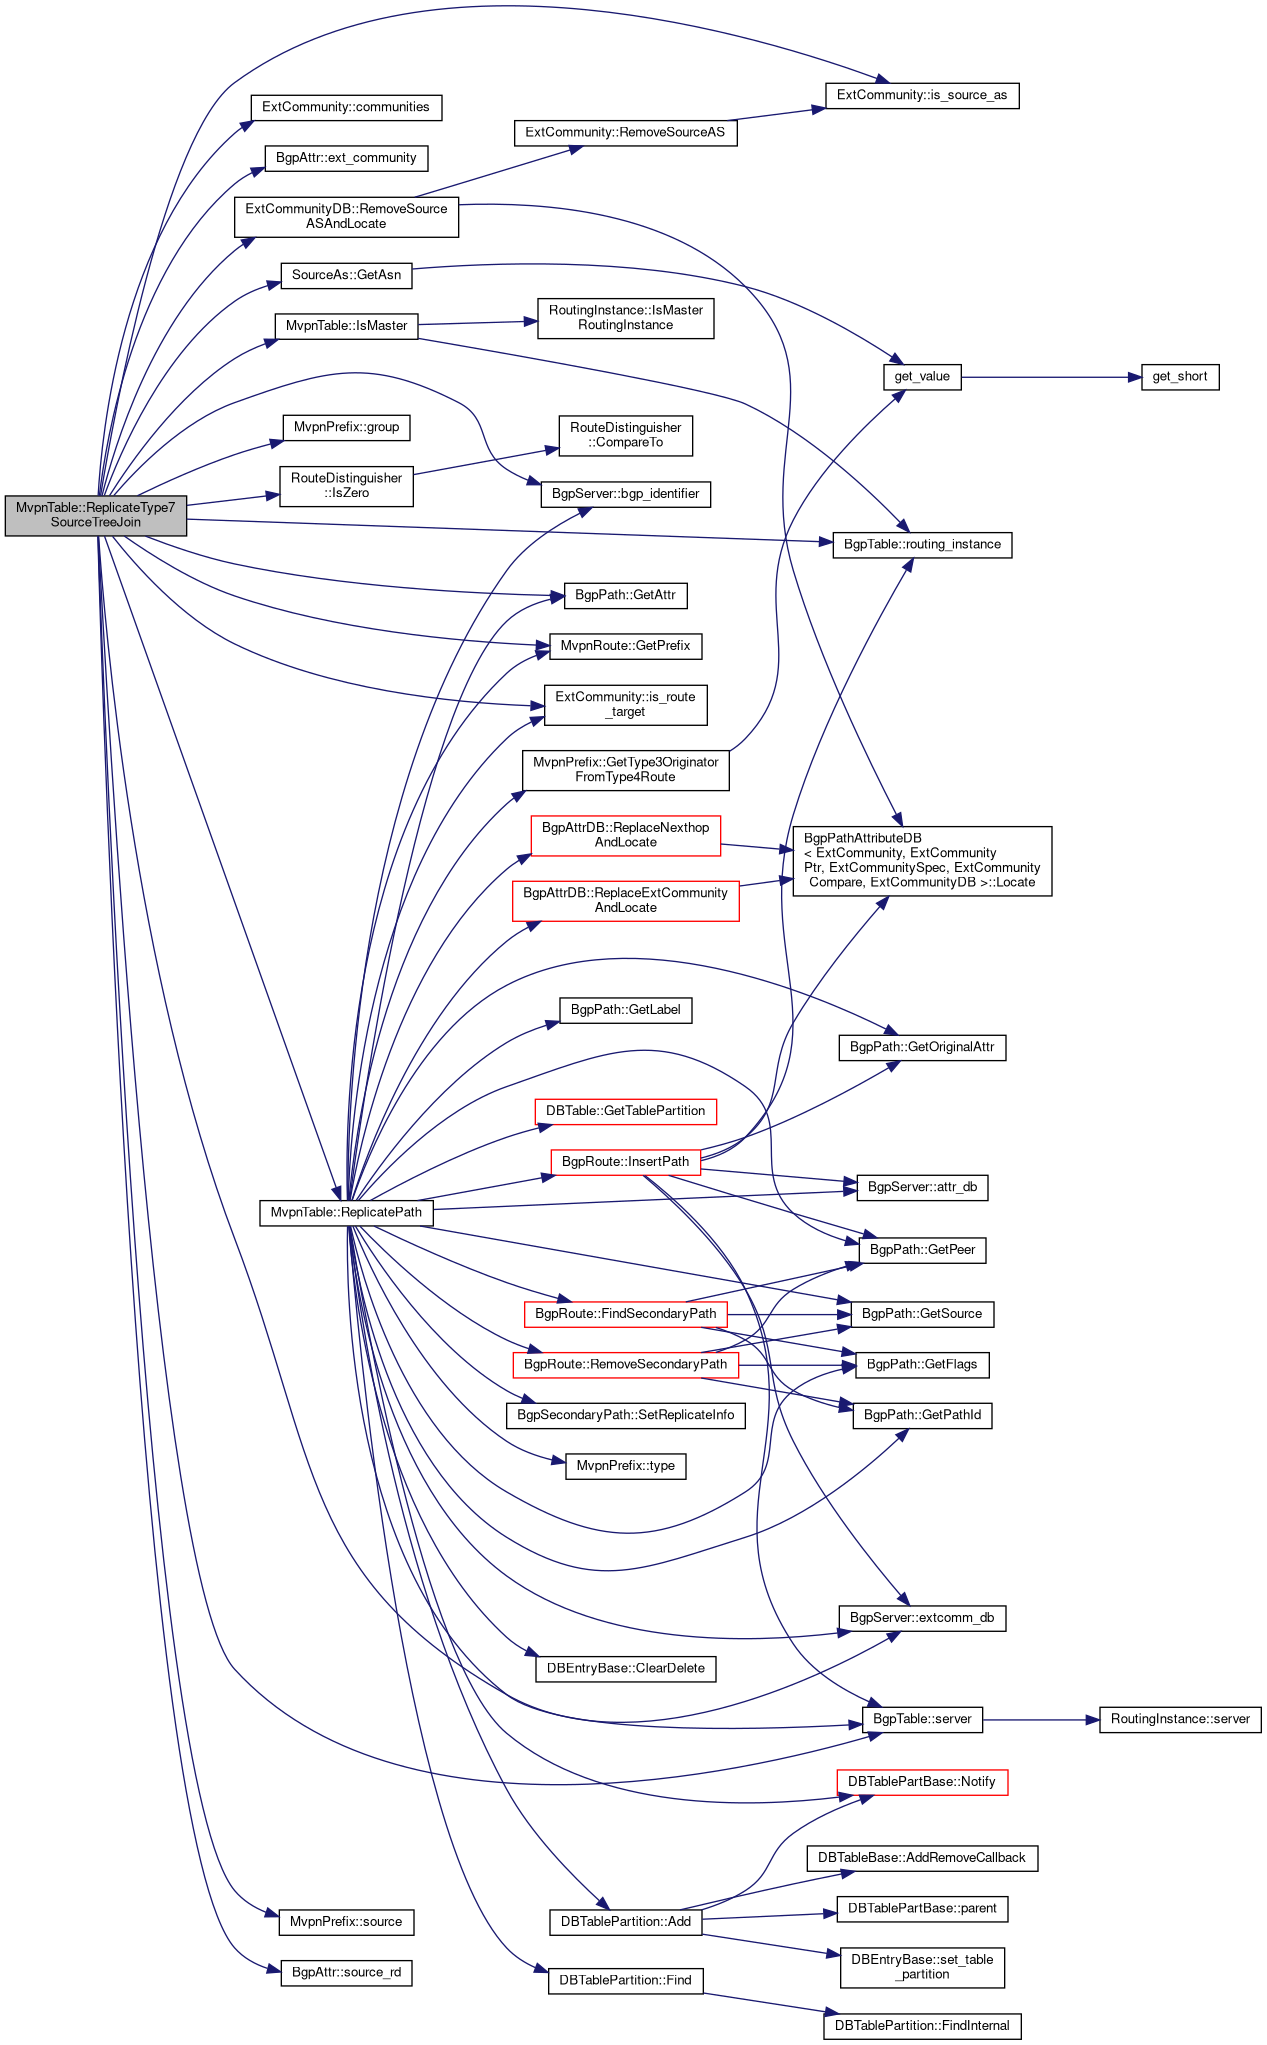 ExtCommunity::is_source_as
ExtCommunity::communities
ExtCommunity::RemoveSourceAS
BgpAttr::ext_community
ExtCommunityDB::RemoveSource
ASAndLocate
SourceAs::GetAsn
RoutingInstance::IsMaster
RoutingInstance
MvpnTable::IsMaster
get_value
get_short
MvpnPrefix::group
RouteDistinguisher
::CompareTo
RouteDistinguisher
::IsZero
BgpServer::bgp_identifier
MvpnTable::ReplicateType7
SourceTreeJoin
BgpTable::routing_instance
BgpPath::GetAttr
MvpnRoute::GetPrefix
ExtCommunity::is_route
_target
MvpnPrefix::GetType3Originator
FromType4Route
BgpAttrDB::ReplaceNexthop
AndLocate
BgpPathAttributeDB
< ExtCommunity, ExtCommunity
Ptr, ExtCommunitySpec, ExtCommunity
Compare, ExtCommunityDB >::Locate
BgpAttrDB::ReplaceExtCommunity
AndLocate
BgpPath::GetLabel
BgpPath::GetOriginalAttr
DBTable::GetTablePartition
BgpRoute::InsertPath
BgpServer::attr_db
MvpnTable::ReplicatePath
BgpPath::GetPeer
BgpRoute::FindSecondaryPath
BgpPath::GetSource
BgpRoute::RemoveSecondaryPath
BgpPath::GetFlags
BgpSecondaryPath::SetReplicateInfo
BgpPath::GetPathId
MvpnPrefix::type
BgpServer::extcomm_db
DBEntryBase::ClearDelete
BgpTable::server
RoutingInstance::server
DBTablePartBase::Notify
DBTableBase::AddRemoveCallback
DBTablePartBase::parent
MvpnPrefix::source
DBTablePartition::Add
DBEntryBase::set_table
_partition
BgpAttr::source_rd
DBTablePartition::Find
DBTablePartition::FindInternal